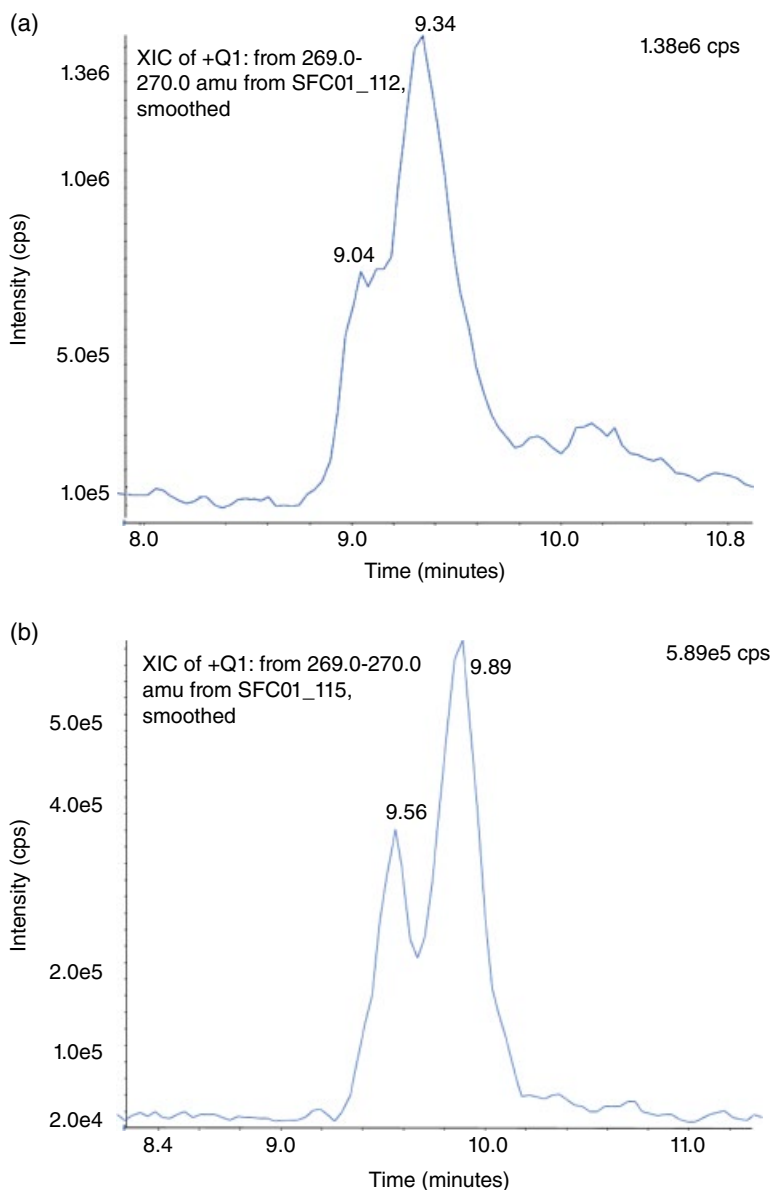 (a)
9.34
1.38e6 cps
XIC of +Q1: from 269.0-
270.0 amu from SFC01_112,
smoothed
1.3e6
1.0e6
9.04
5.0e5
1.0e5
Intensity (cps)
8.0 9.0 10.0 10.8
Time (minutes)
(b)
XIC of +Q1: from 269.0-270.0
amu from SFC01_115,
smoothed
9.89
5.89e5 cps
5.0e5
4.0e5
9.56
2.0e5
1.0e5
2.0e4
Intensity (cps)
8.4 9.0 10.0 11.0
Time (minutes)